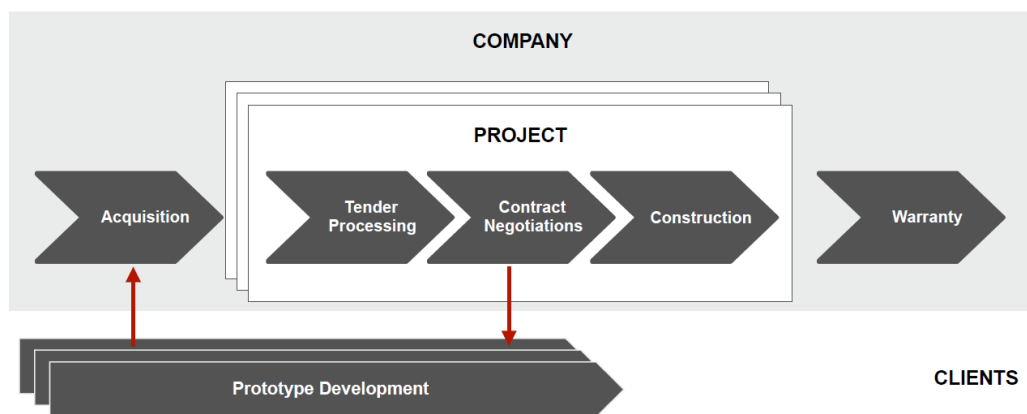 COMPANY
PROJECT
Acquisition
Tender
Processing
Contract
Negotiations
Construction
Warranty
Prototype Development
CLIENTS